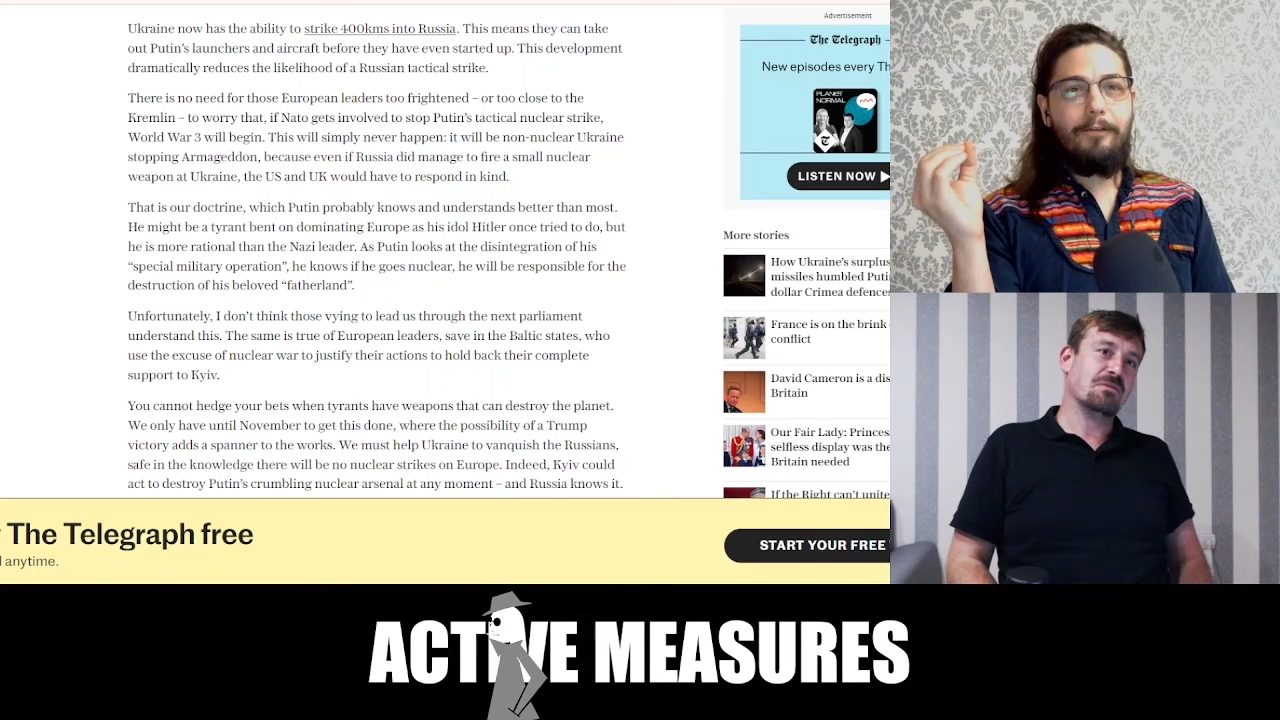 Ukraine now has the ability to strike 400kms into Russia. This means they can take
out Putin's launchers and aircraft before they have even started up. This development
dramatically reduces the likelihood of a Russian tactical strike.
There is no need for those European leaders too frightened – or too close to the
Kremlin – to worry that, if Nato gets involved to stop Putin's tactical nuclear strike,
World War 3 will begin. This will simply never happen: it will be non-nuclear Ukraine
stopping Armageddon, because even if Russia did manage to fire a small nuclear
weapon at Ukraine, the US and UK would have to respond in kind.
That is our doctrine, which Putin probably knows and understands better than most.
He might be a tyrant bent on dominating Europe as his idol Hitler once tried to do, but
he is more rational than the Nazi leader. As Putin looks at the disintegration of his
“special military operation”, he knows if he goes nuclear, he will be responsible for the
destruction of his beloved “fatherland”.
Unfortunately, I don't think those vying to lead us through the next parliament
understand this. The same is true of European leaders, save in the Baltic states, who
use the excuse of nuclear war to justify their actions to hold back their complete
support to Kyiv.
You cannot hedge your bets when tyrants have weapons that can destroy the planet.
We only have until November to get this done, where the possibility of a Trump
victory adds a spanner to the works. We must help Ukraine to vanquish the Russians,
safe in the knowledge there will be no nuclear strikes on Europe. Indeed, Kyiv could
act to destroy Putin's crumbling nuclear arsenal at any moment – and Russia knows it.
Advertisement
The Telegraph
New episodes every Th
PLANET
NORMAL
LISTEN NOW
More stories
How Ukraine's surplus
missiles humbled Puti
dollar Crimea defences
France is on the brink
conflict
David Cameron is a dis
Britain
Our Fair Lady: Princes
selfless display was the
Britain needed
If the Right can't unite
The Telegraph free
anytime.
START YOUR FREE
ACTIVE MEASURES